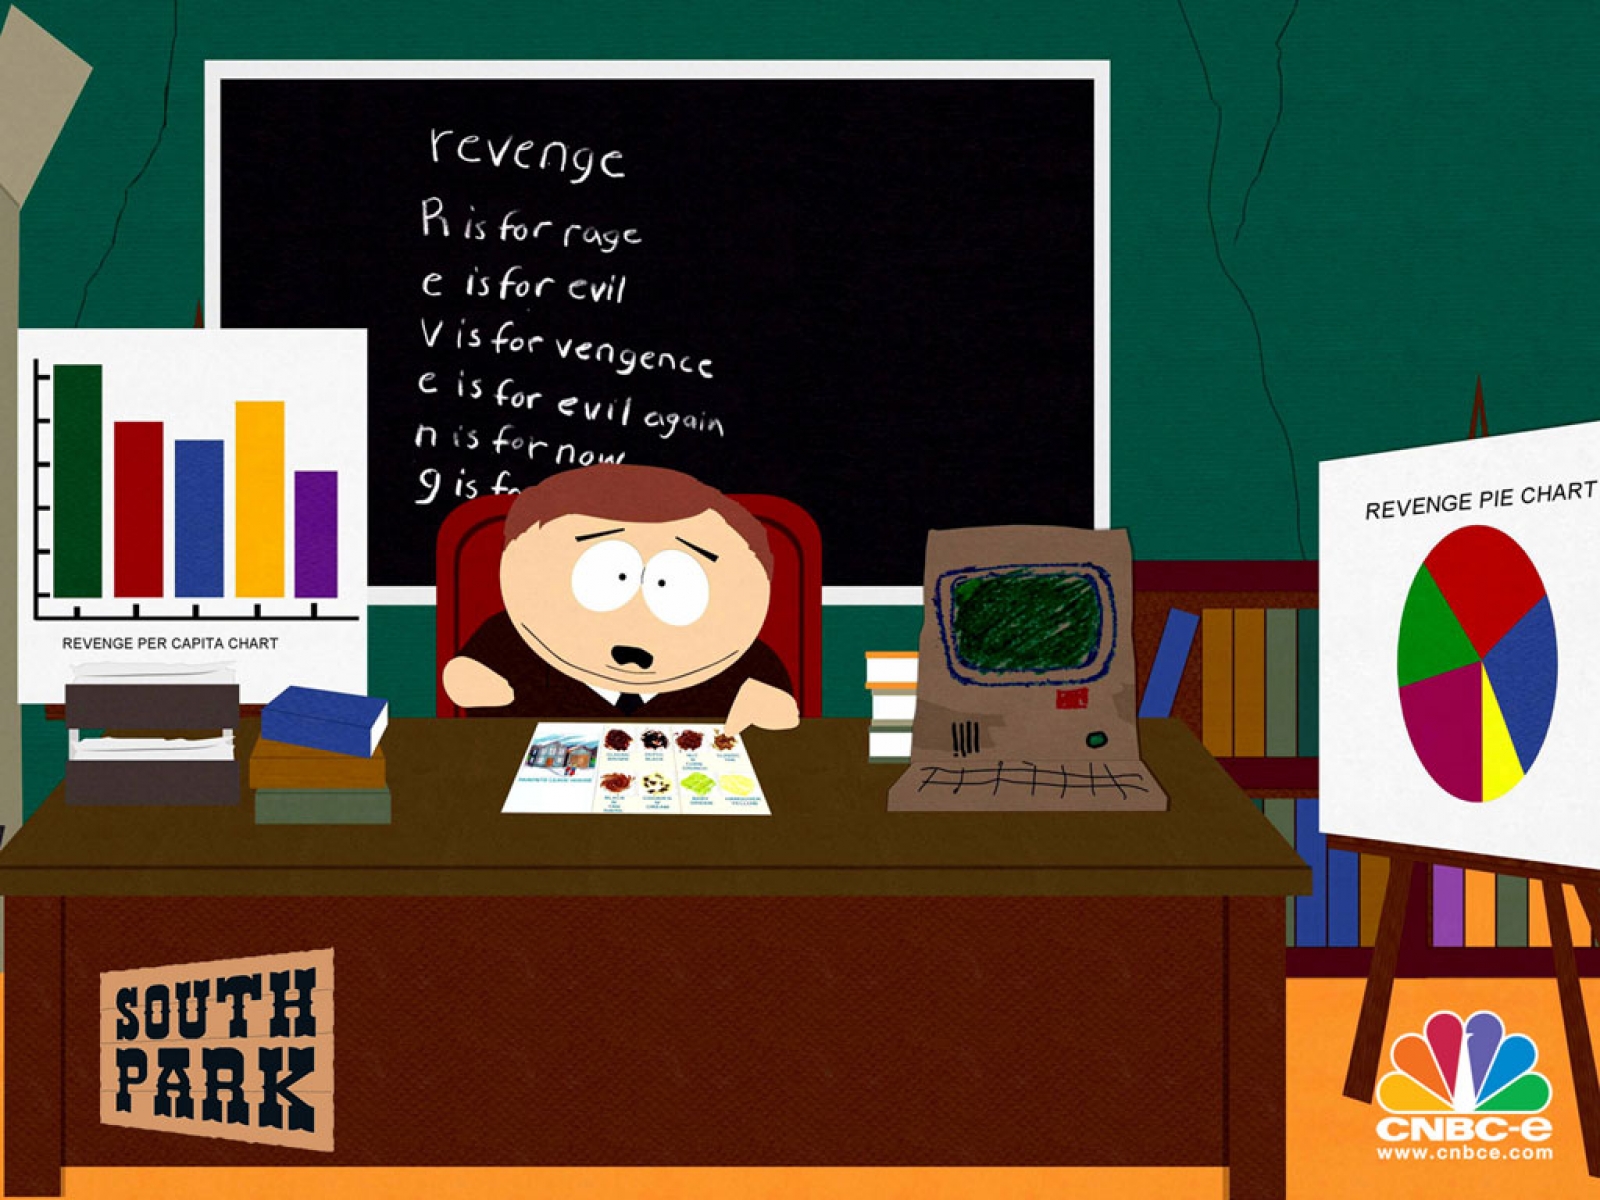 revenge
R is for rage
e is for evil
V is for vengence
e is for evil again
n is for now
g is fo
REVENGE PER CAPITA CHART
REVENGE PIE CHART
SOUTH
PARK
CNBC-e
www.cnbce.com